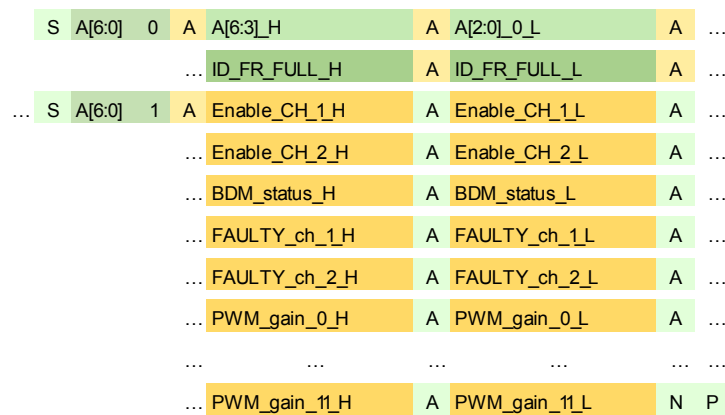 S A[6:0] 0 A A[6:3]_H A A[2:0]_0_L A …
… ID_FR_FULL_H A ID_FR_FULL_L A …
… S A[6:0] 1 A Enable_CH_1_H A Enable_CH_1_L A …
… Enable_CH_2_H A Enable_CH_2_L A …
… BDM_status_H A BDM_status_L A …
… FAULTY_ch_1_H A FAULTY_ch_1_L A …
… FAULTY_ch_2_H A FAULTY_ch_2_L A …
… PWM_gain_0_H A PWM_gain_0_L A …
… … … … … …
… PWM_gain_11_H A PWM_gain_11_L N P